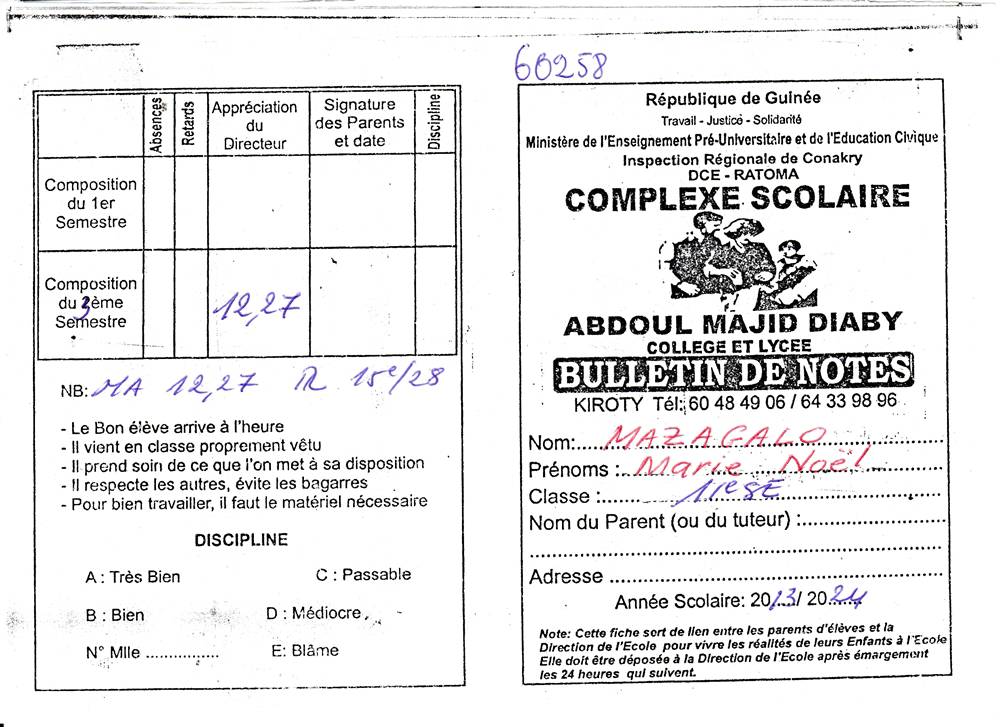 60258
Absences
Retards
Appréciation du Directeur
Signature des Parents et date
Discipline
Composition
du 1er
Semestre
Composition
du 3ème
Semestre
12,27
NB: MA 12,27 R 15e/28
- Le Bon élève arrive à l'heure
- Il vient en classe proprement vêtu
- Il prend soin de ce que l'on met à sa disposition
- Il respecte les autres, évite les bagarres
- Pour bien travailler, il faut le matériel nécessaire
DISCIPLINE
A : Très Bien C : Passable
B : Bien D : Médiocre
N° Mlle ................ E: Blâme
République de Guinée
Travail - Justice - Solidarité
Ministère de l'Enseignement Pré-Universitaire et de l'Education Civique
Inspection Régionale de Conakry
DCE - RATOMA
COMPLEXE SCOLAIRE
ABDOUL MAJID DIABY
COLLEGE ET LYCEE
BULLETIN DE NOTES
KIROTY Tél: 60 48 49 06 / 64 33 98 96
Nom: MAZAGALO
Prénoms : Marie Noël
Classe : 11e SE
Nom du Parent (ou du tuteur) :
Adresse
Année Scolaire: 20 / 2024
Note: Cette fiche sert de lien entre les parents d'élèves et la
Direction de l'Ecole pour vivre les réalités de leurs Enfants à l'Ecole
Elle doit être déposée à la Direction de l'Ecole après émargement
les 24 heures qui suivent.